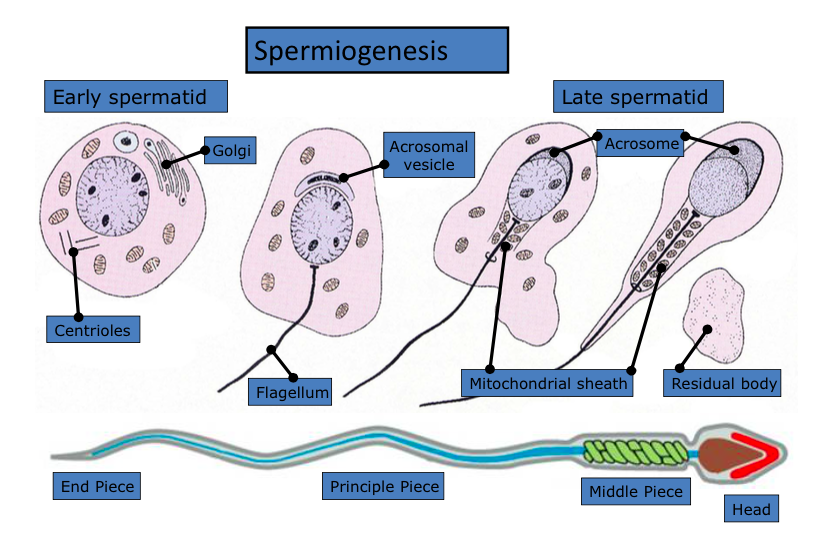 Spermiogenesis
Early spermatid
Late spermatid
Golgi
Acrosomal
vesicle
Acrosome
Centrioles
Flagellum
Mitochondrial sheath
Residual body
End Piece
Principle Piece
Middle Piece
Head